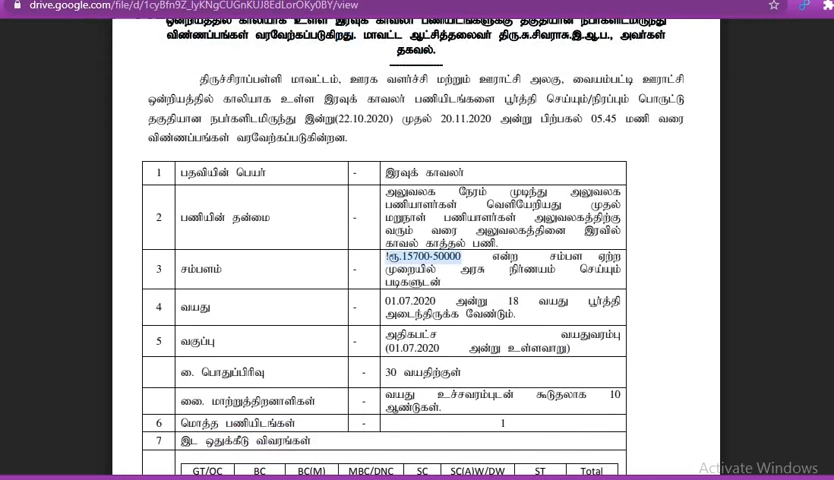 drive.google.com/file/d/1cyBfn9Z_lyKNgCUGnKUJ8EdLorOKy0BY/view
ஒன்றியத்தில் காலியாக உள்ள இரவுக் காவலர் பணியிடங்களுக்கு தகுதியான நபர்களிடமிருந்து
விண்ணப்பங்கள் வரவேற்கப்படுகிறது. மாவட்ட ஆட்சித்தலைவர் திரு.சு.சிவராசு.இ.ஆ.ப., அவர்கள்
தகவல்.
திருச்சிராப்பள்ளி மாவட்டம், ஊரக வளர்ச்சி மற்றும் ஊராட்சி அலகு, வையம்பட்டி ஊராட்சி
ஒன்றியத்தில் காலியாக உள்ள இரவுக் காவலர் பணியிடங்களை பூர்த்தி செய்யும்/நிரப்பும் பொருட்டு
தகுதியான நபர்களிடமிருந்து இன்று(22.10.2020) முதல் 20.11.2020 அன்று பிற்பகல் 05.45 மணி வரை
விண்ணப்பங்கள் வரவேற்கப்படுகின்றன.
1 பதவியின் பெயர் - இரவுக் காவலர்
2 பணியின் தன்மை - அலுவலக நேரம் முடிந்து அலுவலக
பணியாளர்கள் வெளியேறியது முதல்
மறுநாள் பணியாளர்கள் அலுவலகத்திற்கு
வரும் வரை அலுவலகத்தினை இரவில்
காவல் காத்தல் பணி.
3 சம்பளம் - !ரூ.15700-50000 என்ற சம்பள ஏற்ற
முறையில் அரசு நிர்ணயம் செய்யும்
படிகளுடன்
4 வயது - 01.07.2020 அன்று 18 வயது பூர்த்தி
அடைந்திருக்க வேண்டும்.
5 வகுப்பு - அதிகபட்ச வயதுவரம்பு
(01.07.2020 அன்று உள்ளவாறு)
i. பொதுப்பிரிவு - 30 வயதிற்குள்
ii. மாற்றுத்திறனாளிகள் - வயது உச்சவரம்புடன் கூடுதலாக 10
ஆண்டுகள்.
6 மொத்த பணியிடங்கள் - 1
7 இட ஒதுக்கீடு விவரங்கள்
GT/OC BC BC(M) MBC/DNC SC SC(A)W/DW ST Total
Activate Windows